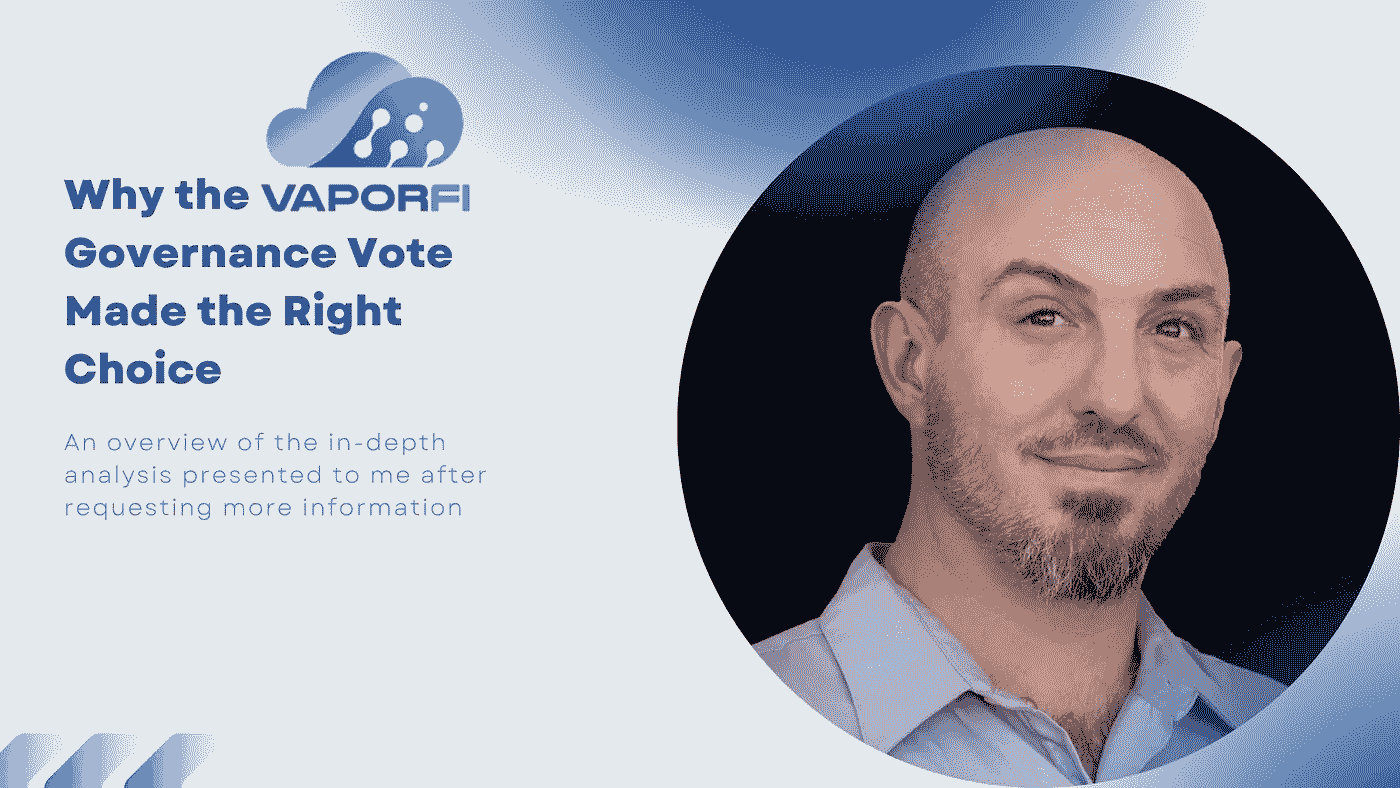 Why the VAPORFI
Governance Vote
Made the Right
Choice
An overview of the in-depth
analysis presented to me after
requesting more information